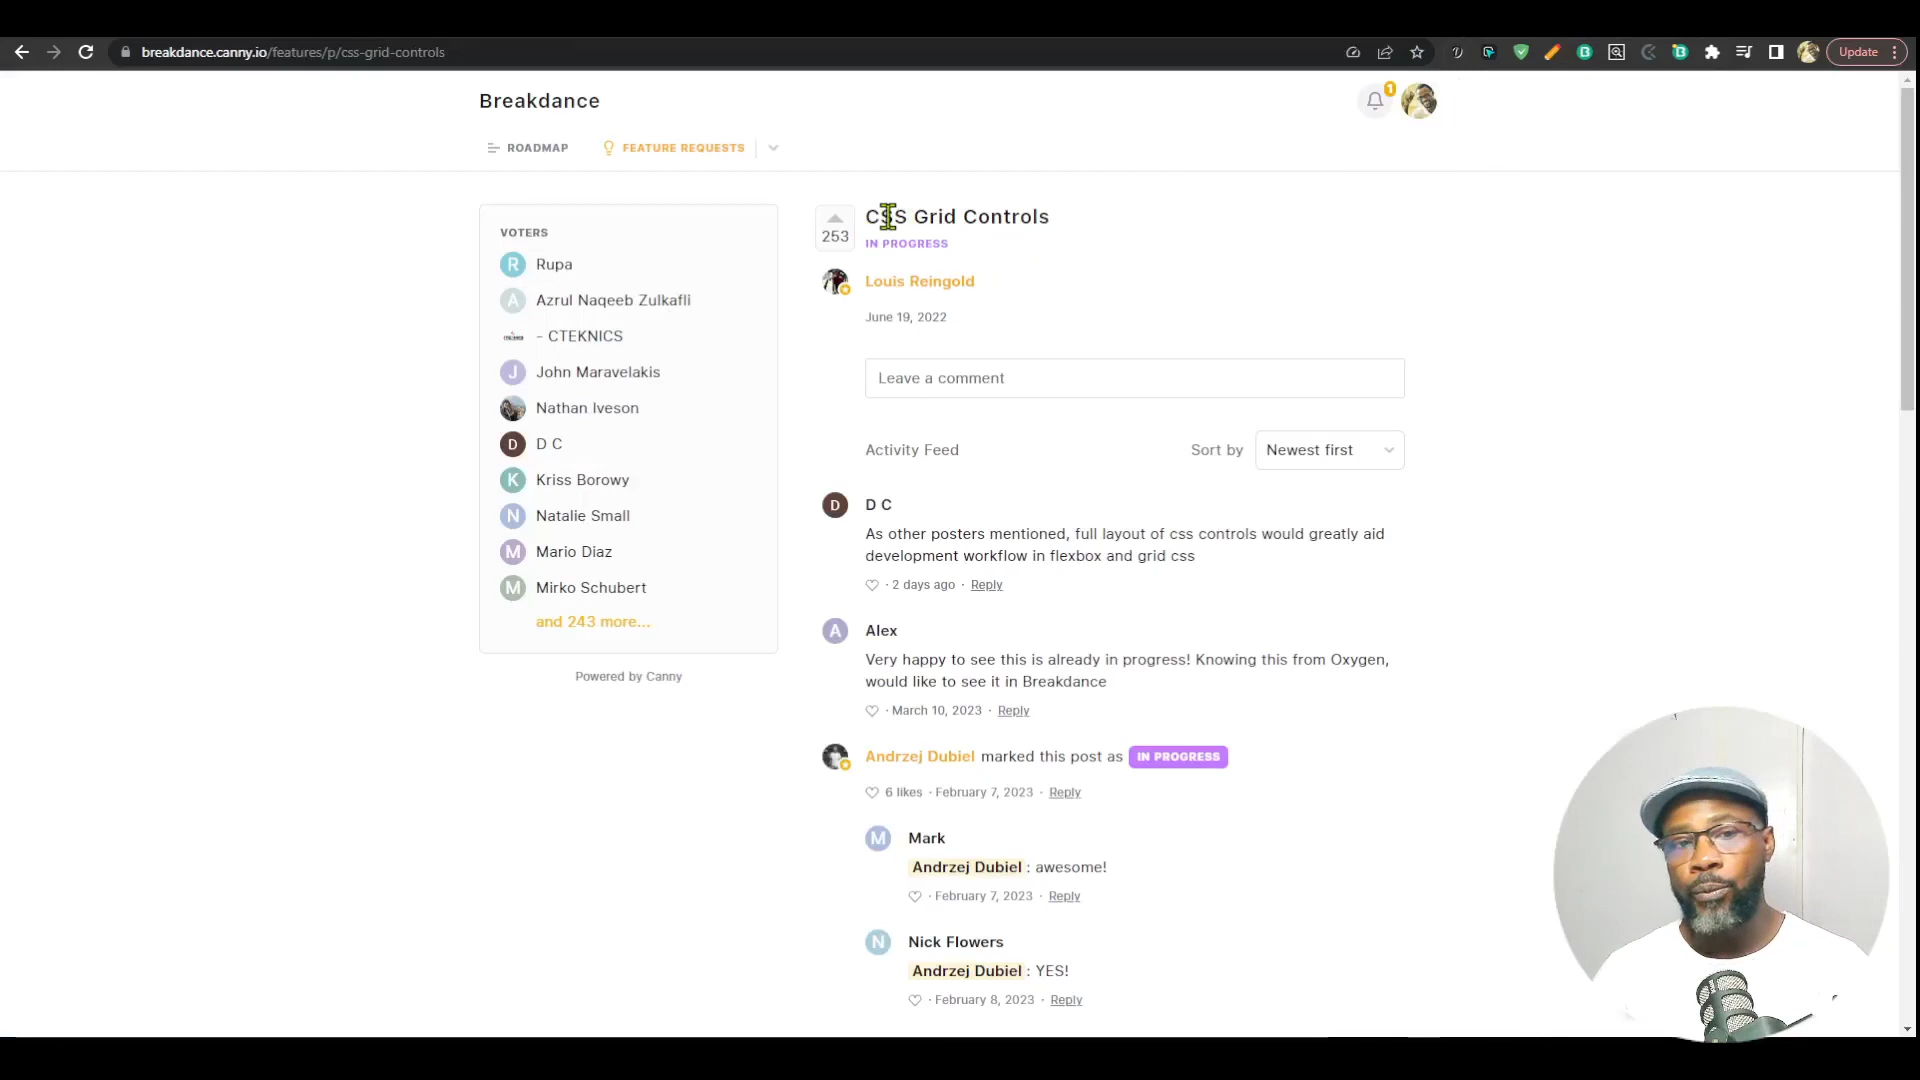 breakdance.canny.io/features/p/css-grid-controls
Update
Breakdance
1
ROADMAP
FEATURE REQUESTS
VOTERS
R Rupa
A Azrul Naqeeb Zulkafli
- CTEKNICS
J John Maravelakis
Nathan Iveson
D D C
K Kriss Borowy
N Natalie Small
M Mario Diaz
M Mirko Schubert
and 243 more...
Powered by Canny
253
CSS Grid Controls
IN PROGRESS
Louis Reingold
June 19, 2022
Leave a comment
Activity Feed
Sort by Newest first
D D C
As other posters mentioned, full layout of css controls would greatly aid
development workflow in flexbox and grid css
· 2 days ago · Reply
A Alex
Very happy to see this is already in progress! Knowing this from Oxygen,
would like to see it in Breakdance
· March 10, 2023 · Reply
Andrzej Dubiel marked this post as IN PROGRESS
6 likes · February 7, 2023 · Reply
M Mark
Andrzej Dubiel : awesome!
· February 7, 2023 · Reply
N Nick Flowers
Andrzej Dubiel : YES!
· February 8, 2023 · Reply